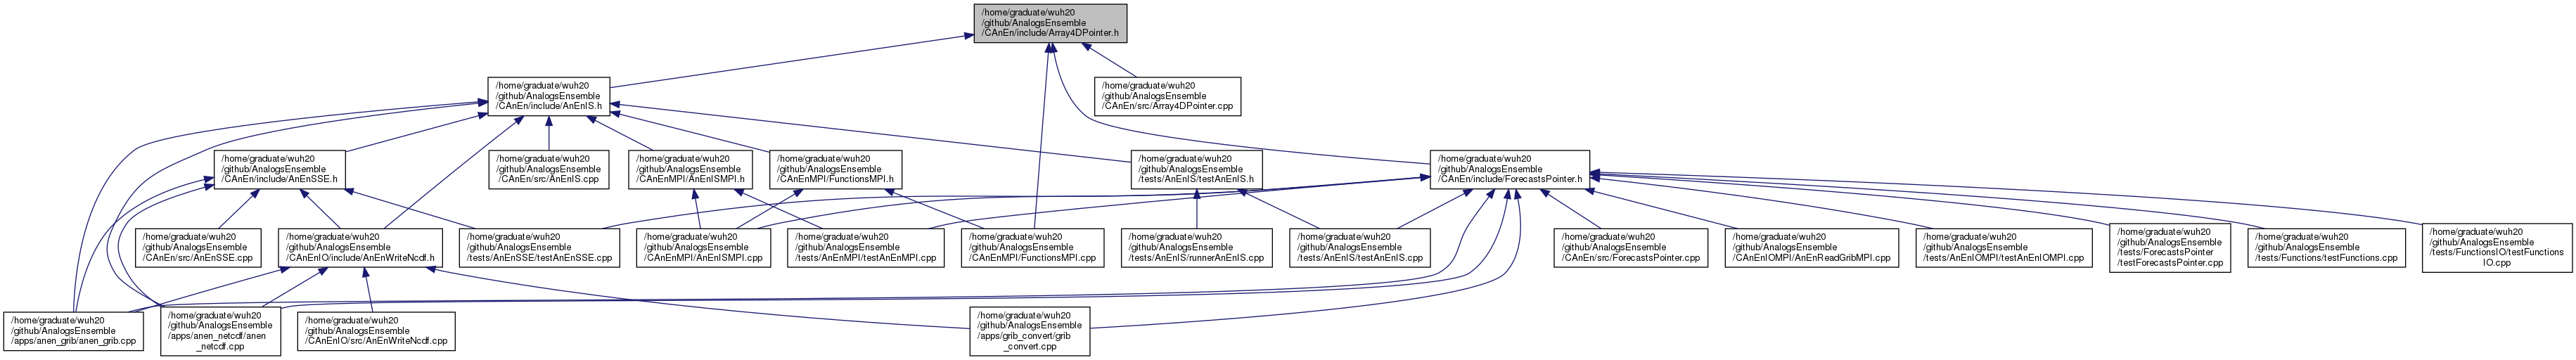 /home/graduate/wuh20
/github/AnalogsEnsemble
/CAnEn/include/Array4DPointer.h
/home/graduate/wuh20
/github/AnalogsEnsemble
/CAnEn/include/AnEnIS.h
/home/graduate/wuh20
/github/AnalogsEnsemble
/CAnEn/src/Array4DPointer.cpp
/home/graduate/wuh20
/github/AnalogsEnsemble
/CAnEn/include/AnEnSSE.h
/home/graduate/wuh20
/github/AnalogsEnsemble
/CAnEn/src/AnEnIS.cpp
/home/graduate/wuh20
/github/AnalogsEnsemble
/CAnEnMPI/AnEnISMPI.h
/home/graduate/wuh20
/github/AnalogsEnsemble
/CAnEnMPI/FunctionsMPI.h
/home/graduate/wuh20
/github/AnalogsEnsemble
/tests/AnEnIS/testAnEnIS.h
/home/graduate/wuh20
/github/AnalogsEnsemble
/CAnEn/include/ForecastsPointer.h
/home/graduate/wuh20
/github/AnalogsEnsemble
/CAnEn/src/AnEnSSE.cpp
/home/graduate/wuh20
/github/AnalogsEnsemble
/CAnEnIO/include/AnEnWriteNcdf.h
/home/graduate/wuh20
/github/AnalogsEnsemble
/tests/AnEnSSE/testAnEnSSE.cpp
/home/graduate/wuh20
/github/AnalogsEnsemble
/CAnEnMPI/AnEnISMPI.cpp
/home/graduate/wuh20
/github/AnalogsEnsemble
/tests/AnEnMPI/testAnEnMPI.cpp
/home/graduate/wuh20
/github/AnalogsEnsemble
/CAnEnMPI/FunctionsMPI.cpp
/home/graduate/wuh20
/github/AnalogsEnsemble
/tests/AnEnIS/runnerAnEnIS.cpp
/home/graduate/wuh20
/github/AnalogsEnsemble
/tests/AnEnIS/testAnEnIS.cpp
/home/graduate/wuh20
/github/AnalogsEnsemble
/CAnEn/src/ForecastsPointer.cpp
/home/graduate/wuh20
/github/AnalogsEnsemble
/CAnEnIOMPI/AnEnReadGribMPI.cpp
/home/graduate/wuh20
/github/AnalogsEnsemble
/tests/AnEnIOMPI/testAnEnIOMPI.cpp
/home/graduate/wuh20
/github/AnalogsEnsemble
/tests/ForecastsPointer
/testForecastsPointer.cpp
/home/graduate/wuh20
/github/AnalogsEnsemble
/tests/Functions/testFunctions.cpp
/home/graduate/wuh20
/github/AnalogsEnsemble
/tests/FunctionsIO/testFunctions
IO.cpp
/home/graduate/wuh20
/github/AnalogsEnsemble
/apps/anen_grib/anen_grib.cpp
/home/graduate/wuh20
/github/AnalogsEnsemble
/apps/anen_netcdf/anen
_netcdf.cpp
/home/graduate/wuh20
/github/AnalogsEnsemble
/CAnEnIO/src/AnEnWriteNcdf.cpp
/home/graduate/wuh20
/github/AnalogsEnsemble
/apps/grib_convert/grib
_convert.cpp